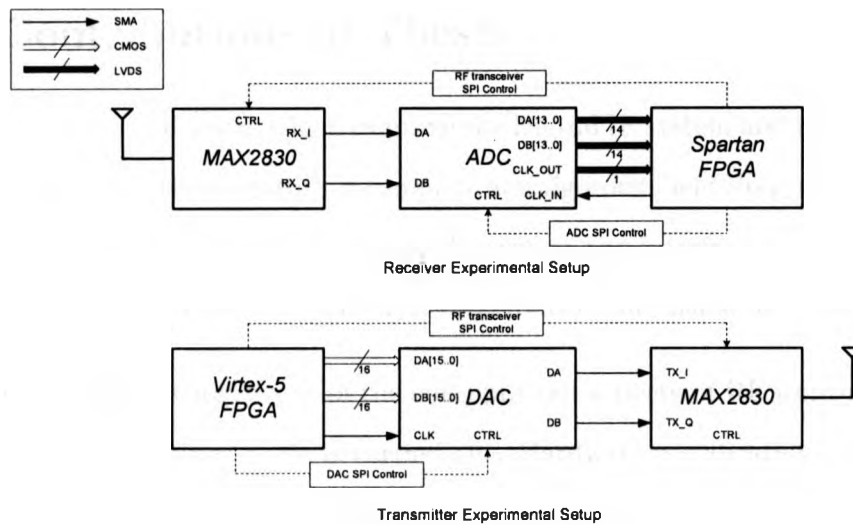 SMA
CMOS
LVDS
RF transceiver
SPI Control
CTRL
RX_I
RX_Q
MAX2830
DA
DB
ADC
DA[13..0]
DB[13..0]
CLK_OUT
CTRL
CLK_IN
14
14
1
Spartan
FPGA
ADC SPI Control
Receiver Experimental Setup
RF transceiver
SPI Control
Virtex-5
FPGA
16
16
DA[15..0]
DB[15..0]
CLK
DAC
CTRL
DA
DB
TX_I
TX_Q
MAX2830
CTRL
DAC SPI Control
Transmitter Experimental Setup